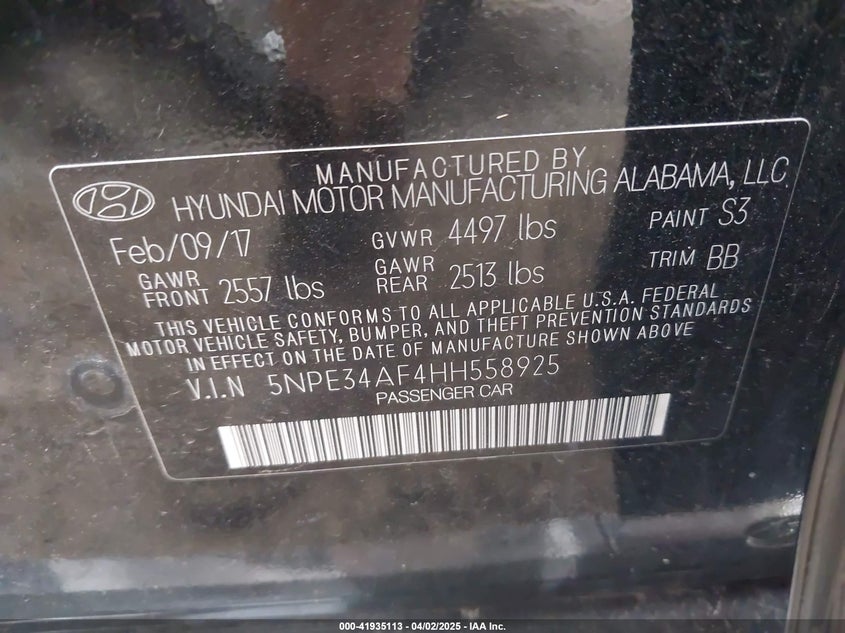 MANUFACTURED BY
HYUNDAI MOTOR MANUFACTURING ALABAMA, LLC.
Feb/09/17 GVWR 4497 lbs PAINT S3
GAWR FRONT 2557 lbs GAWR REAR 2513 lbs TRIM BB
THIS VEHICLE CONFORMS TO ALL APPLICABLE U.S.A. FEDERAL
MOTOR VEHICLE SAFETY, BUMPER, AND THEFT PREVENTION STANDARDS
IN EFFECT ON THE DATE OF MANUFACTURE SHOWN ABOVE
V.I.N 5NPE34AF4HH558925
PASSENGER CAR
000-41935113 - 04/02/2025 - IAA Inc.